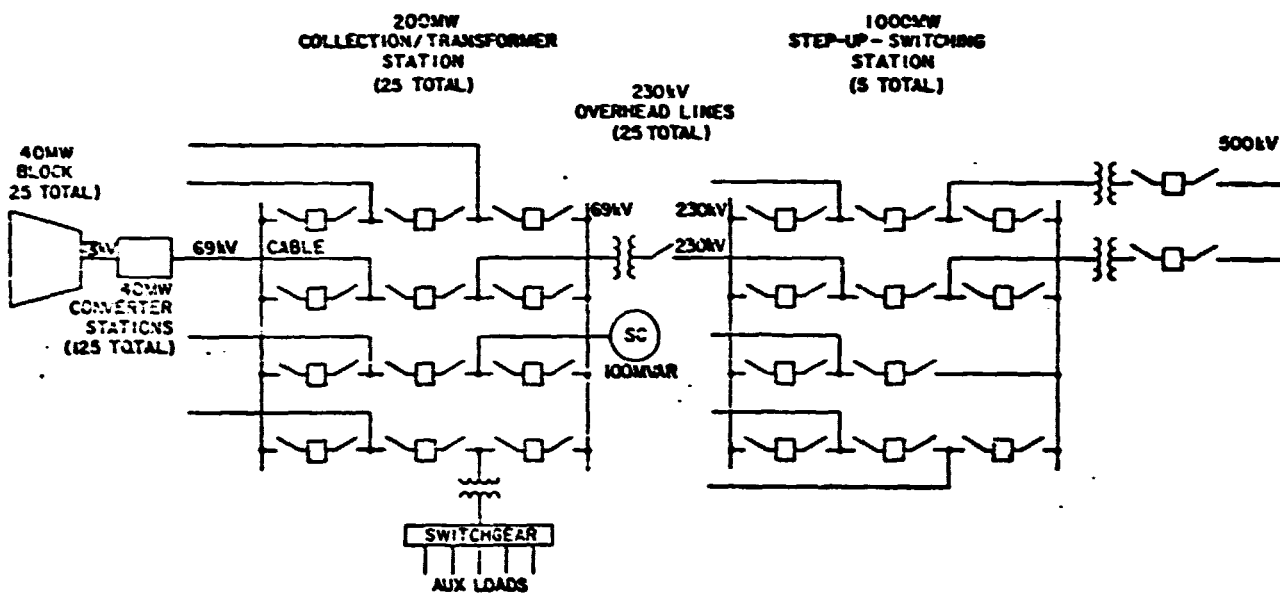 200MW
COLLECTION/TRANSFORMER
STATION
(25 TOTAL)
1000MW
STEP-UP-SWITCHING
STATION
(5 TOTAL)
230kV
OVERHEAD LINES
(25 TOTAL)
500kV
40MW
BLOCK
25 TOTAL)
69kV
CABLE
69kV
230kV
230kV
40MW
CONVERTER
STATIONS
(125 TOTAL)
SC
100MVAR
SWITCHGEAR
AUX LOADS